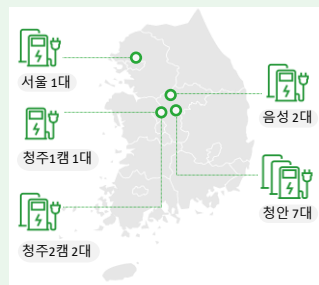 서울 1대
음성 2대
청주1캠 1대
청안 7대
청주2캠 2대